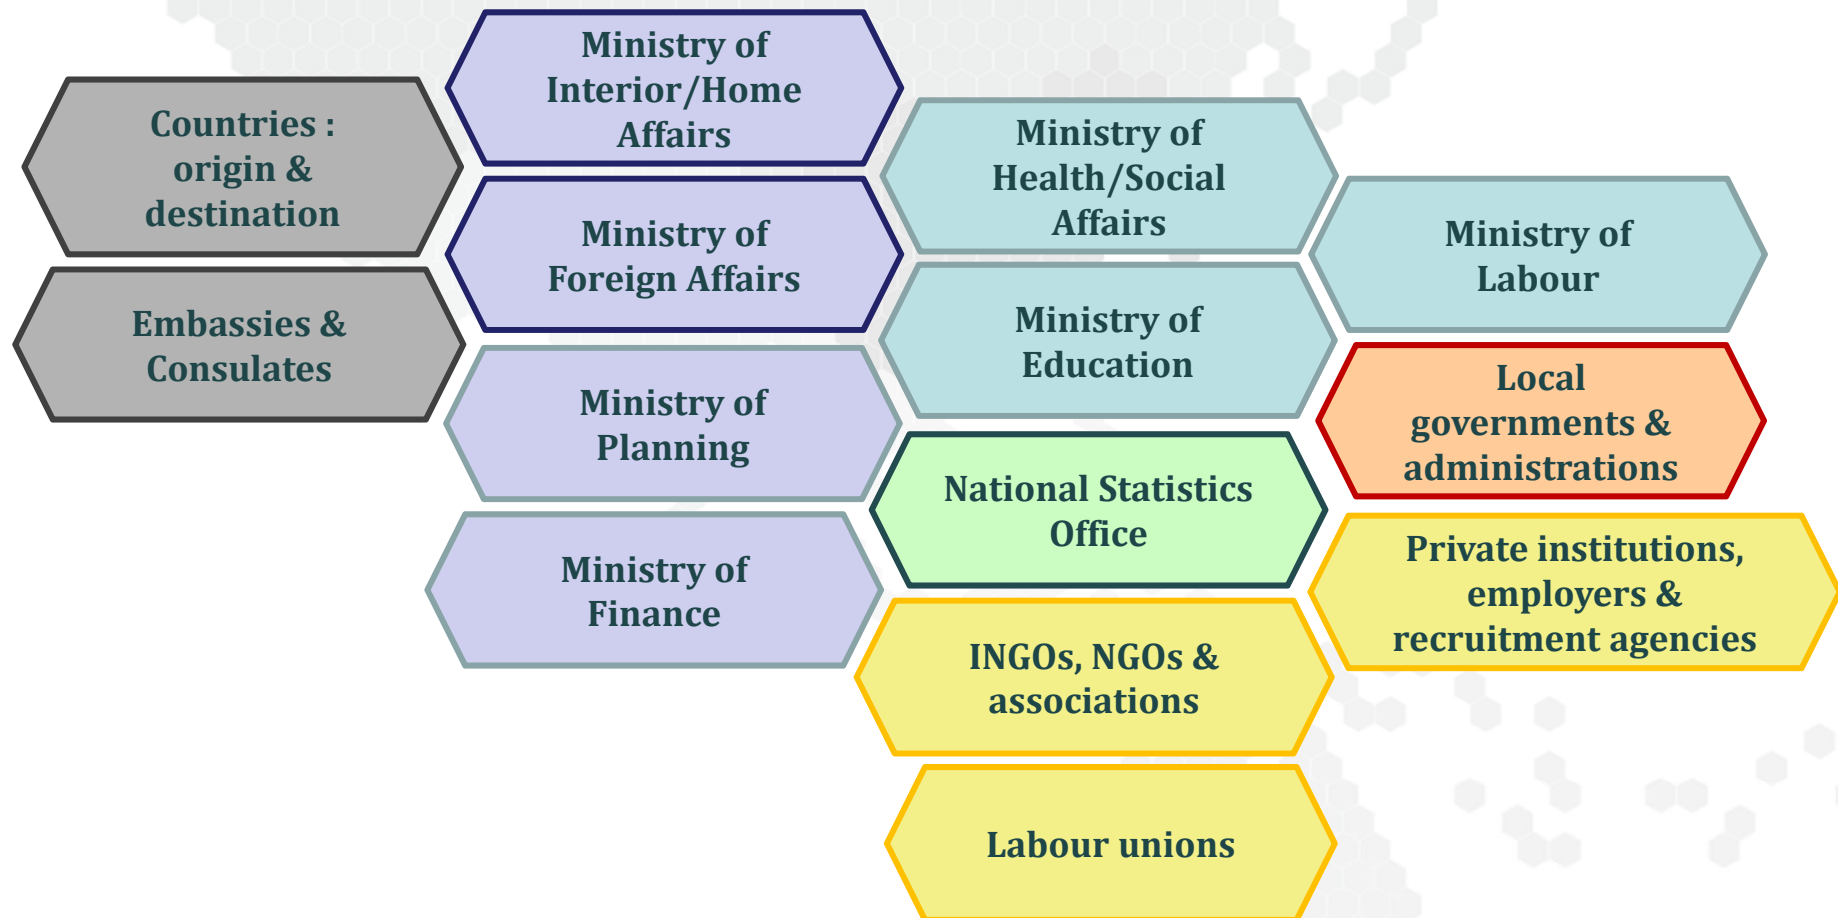 Countries :
origin &
destination
Embassies &
Consulates
Ministry of
Interior/Home
Affairs
Ministry of
Foreign Affairs
Ministry of
Planning
Ministry of
Finance
Ministry of
Health/Social
Affairs
Ministry of
Education
National Statistics
Office
INGOs, NGOs &
associations
Labour unions
Ministry of
Labour
Local
governments &
administrations
Private institutions,
employers &
recruitment agencies